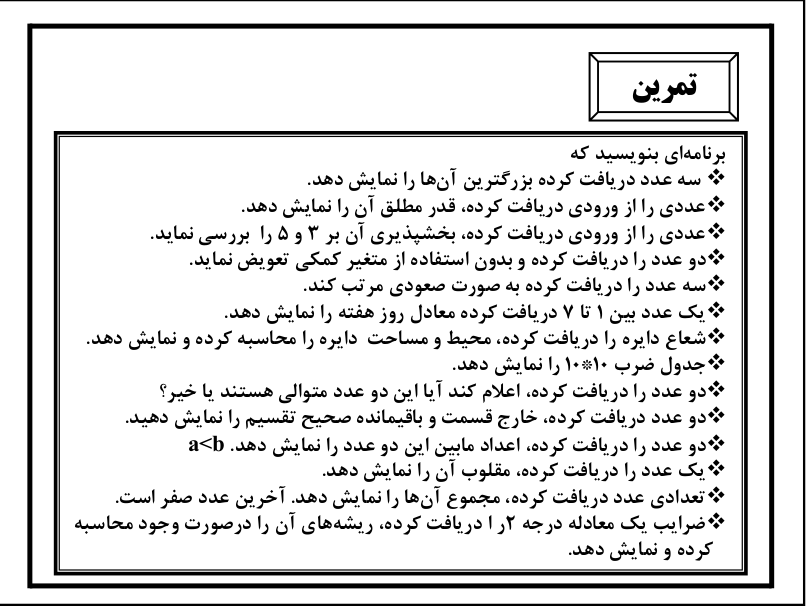 تمرین
برنامه‌ای بنویسید که
❖ سه عدد دریافت کرده بزرگترین آن‌ها را نمایش دهد.
❖عددی را از ورودی دریافت کرده، قدر مطلق آن را نمایش دهد.
❖عددی را از ورودی دریافت کرده، بخشپذیری آن بر ۳ و ۵ را بررسی نماید.
❖دو عدد را دریافت کرده و بدون استفاده از متغیر کمکی تعویض نماید.
❖سه عدد را دریافت کرده به صورت صعودی مرتب کند.
❖یک عدد بین ۱ تا ۷ دریافت کرده معادل روز هفته را نمایش دهد.
❖شعاع دایره را دریافت کرده، محیط و مساحت دایره را محاسبه کرده و نمایش دهد.
❖جدول ضرب ۱۰*۱۰ را نمایش دهد.
❖دو عدد را دریافت کرده، اعلام کند آیا این دو عدد متوالی هستند یا خیر؟
❖دو عدد دریافت کرده، خارج قسمت و باقیمانده صحیح تقسیم را نمایش دهید.
❖دو عدد را دریافت کرده، اعداد مابین این دو عدد را نمایش دهد. a<b
❖یک عدد را دریافت کرده، مقلوب آن را نمایش دهد.
❖تعدادی عدد دریافت کرده، مجموع آن‌ها را نمایش دهد. آخرین عدد صفر است.
❖ضرایب یک معادله درجه ۲ر ا دریافت کرده، ریشه‌های آن را درصورت وجود محاسبه
کرده و نمایش دهد.